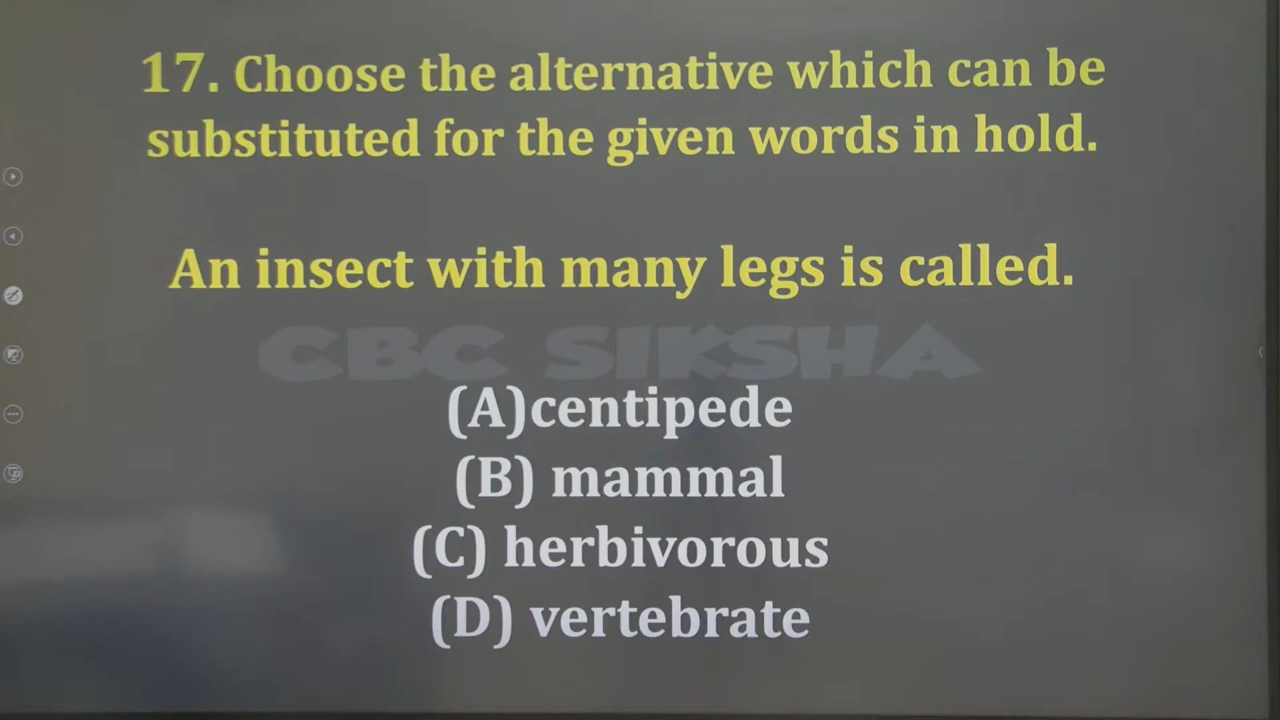 17. Choose the alternative which can be
substituted for the given words in hold.
An insect with many legs is called.
CBC SIKSHA
(A)centipede
(B) mammal
(C) herbivorous
(D) vertebrate